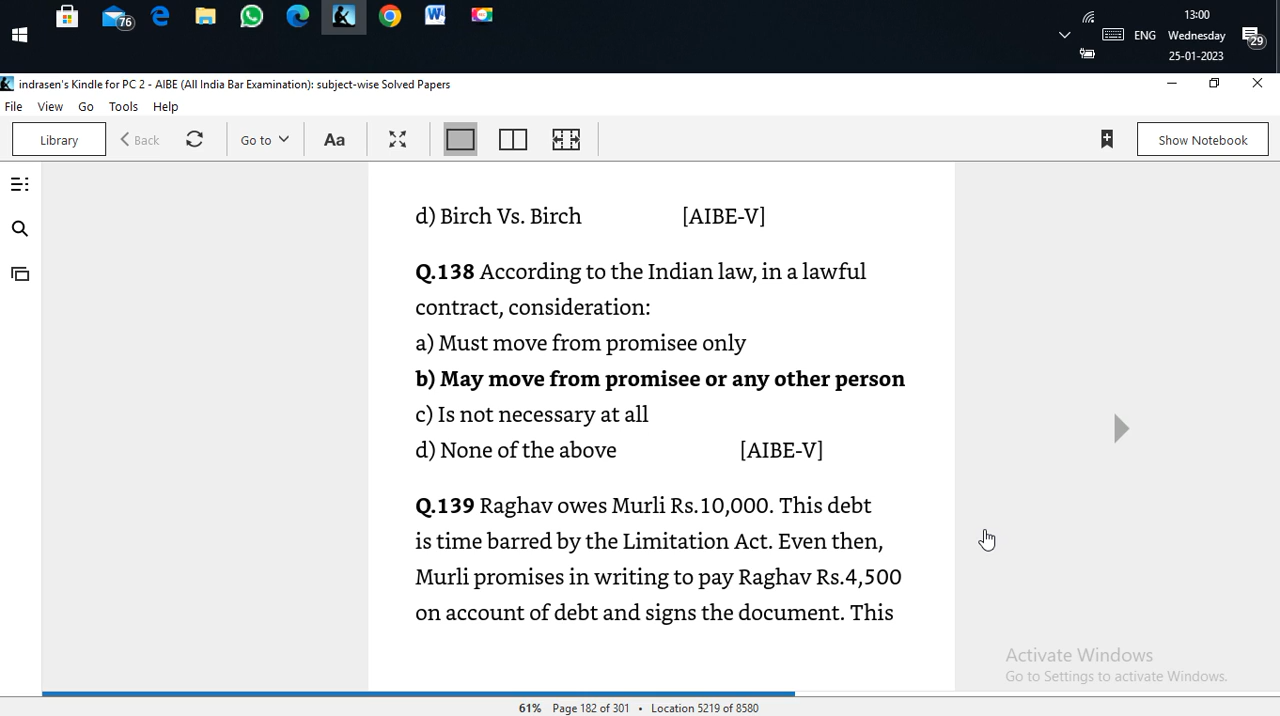 76
13:00
ENG
Wednesday
25-01-2023
29
indrasen's Kindle for PC 2 - AIBE (All India Bar Examination): subject-wise Solved Papers
File View Go Tools Help
Library
Back
Go to
Aa
Show Notebook
d) Birch Vs. Birch [AIBE-V]
Q.138 According to the Indian law, in a lawful
contract, consideration:
a) Must move from promisee only
b) May move from promisee or any other person
c) Is not necessary at all
d) None of the above [AIBE-V]
Q.139 Raghav owes Murli Rs.10,000. This debt
is time barred by the Limitation Act. Even then,
Murli promises in writing to pay Raghav Rs.4,500
on account of debt and signs the document. This
Activate Windows
Go to Settings to activate Windows.
61% Page 182 of 301 • Location 5219 of 8580